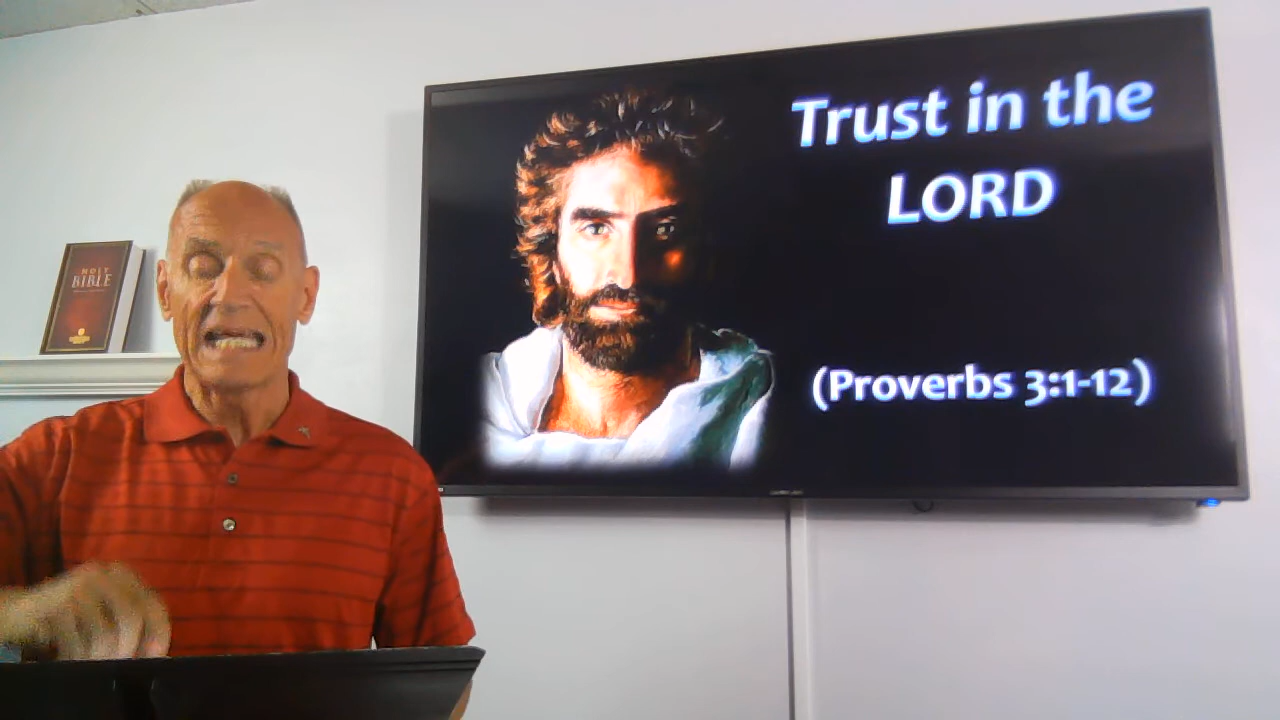 HOLY
BIBLE
Trust in the
LORD
(Proverbs 3:1-12)